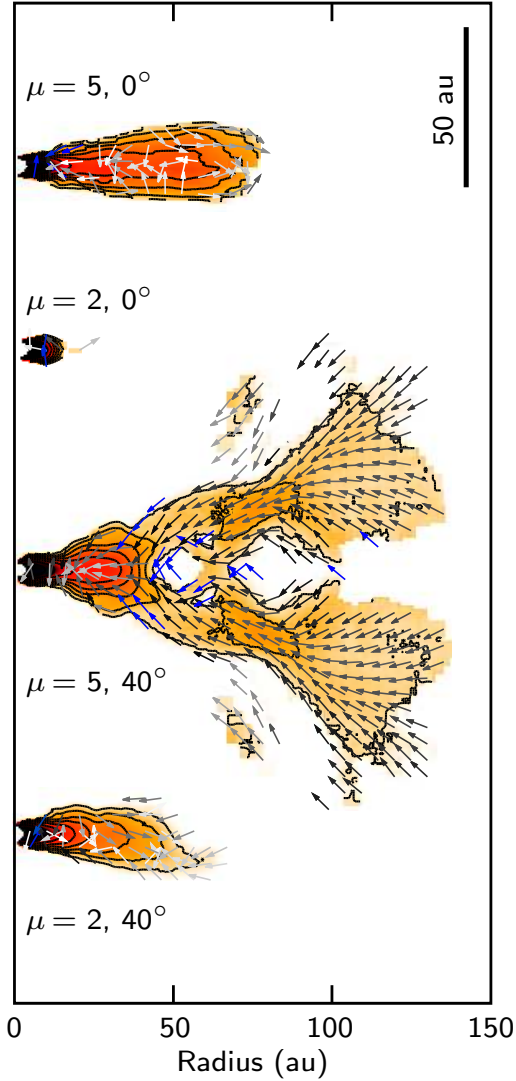 μ = 5, 0°
50 au
μ = 2, 0°
μ = 5, 40°
μ = 2, 40°
0 50 100 150
Radius (au)